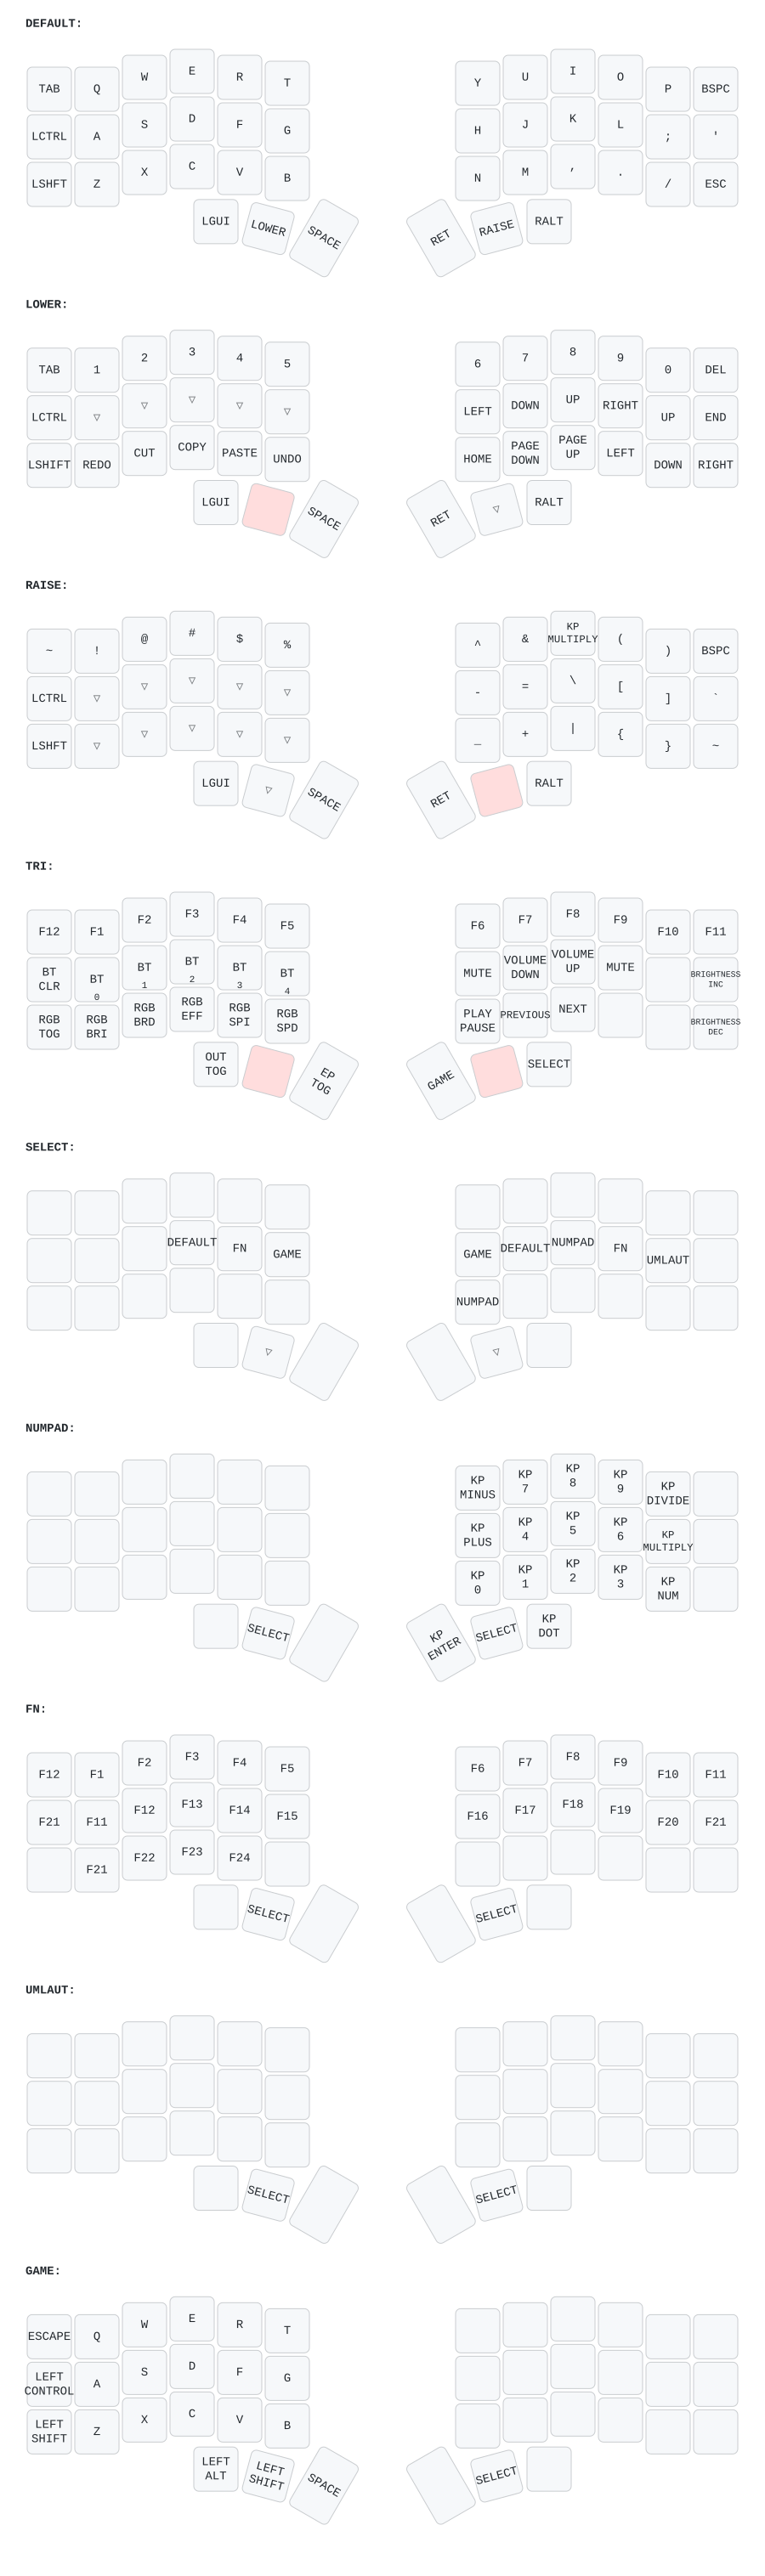 DEFAULT:
TAB Q W E R T Y U I O P BSPC
LCTRL A S D F G H J K L ; '
LSHFT Z X C V B N M , . / ESC
LGUI LOWER SPACE RET RAISE RALT
LOWER:
TAB 1 2 3 4 5 6 7 8 9 0 DEL
LCTRL ▽ ▽ ▽ ▽ ▽ LEFT DOWN UP RIGHT UP END
LSHIFT REDO CUT COPY PASTE UNDO HOME PAGE DOWN PAGE UP LEFT DOWN RIGHT
LGUI SPACE RET ▽ RALT
RAISE:
~ ! @ # $ % ^ & KP MULTIPLY ( ) BSPC
LCTRL ▽ ▽ ▽ ▽ ▽ - = \ [ ] `
LSHFT ▽ ▽ ▽ ▽ ▽ _ + | { } ~
LGUI ▽ SPACE RET RALT
TRI:
F12 F1 F2 F3 F4 F5 F6 F7 F8 F9 F10 F11
BT CLR BT 0 BT 1 BT 2 BT 3 BT 4 MUTE VOLUME DOWN VOLUME UP MUTE BRIGHTNESS INC
RGB TOG RGB BRI RGB BRD RGB EFF RGB SPI RGB SPD PLAY PAUSE PREVIOUS NEXT BRIGHTNESS DEC
OUT TOG EP TOG GAME SELECT
SELECT:
DEFAULT FN GAME GAME DEFAULT NUMPAD FN UMLAUT
NUMPAD
▽ ▽
NUMPAD:
KP MINUS KP 7 KP 8 KP 9 KP DIVIDE
KP PLUS KP 4 KP 5 KP 6 KP MULTIPLY
KP 0 KP 1 KP 2 KP 3 KP NUM
SELECT KP ENTER SELECT KP DOT
FN:
F12 F1 F2 F3 F4 F5 F6 F7 F8 F9 F10 F11
F21 F11 F12 F13 F14 F15 F16 F17 F18 F19 F20 F21
F21 F22 F23 F24
SELECT SELECT
UMLAUT:
SELECT SELECT
GAME:
ESCAPE Q W E R T
LEFT CONTROL A S D F G
LEFT SHIFT Z X C V B
LEFT ALT LEFT SHIFT SPACE SELECT